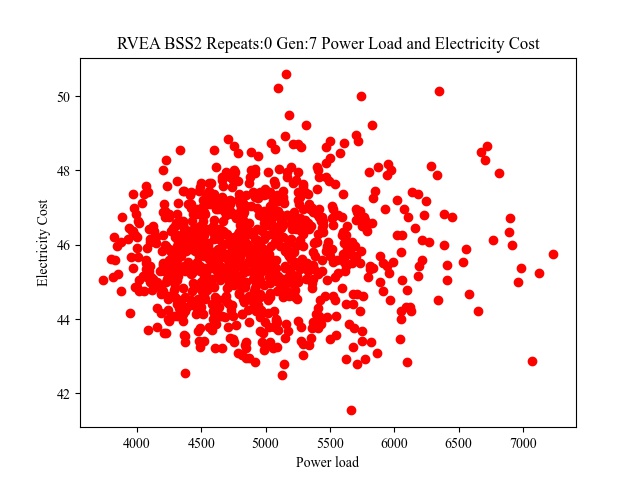 RVEA BSS2 Repeats:0 Gen:7 Power Load and Electricity Cost
Electricity Cost
50
48
46
44
42
4000 4500 5000 5500 6000 6500 7000
Power load